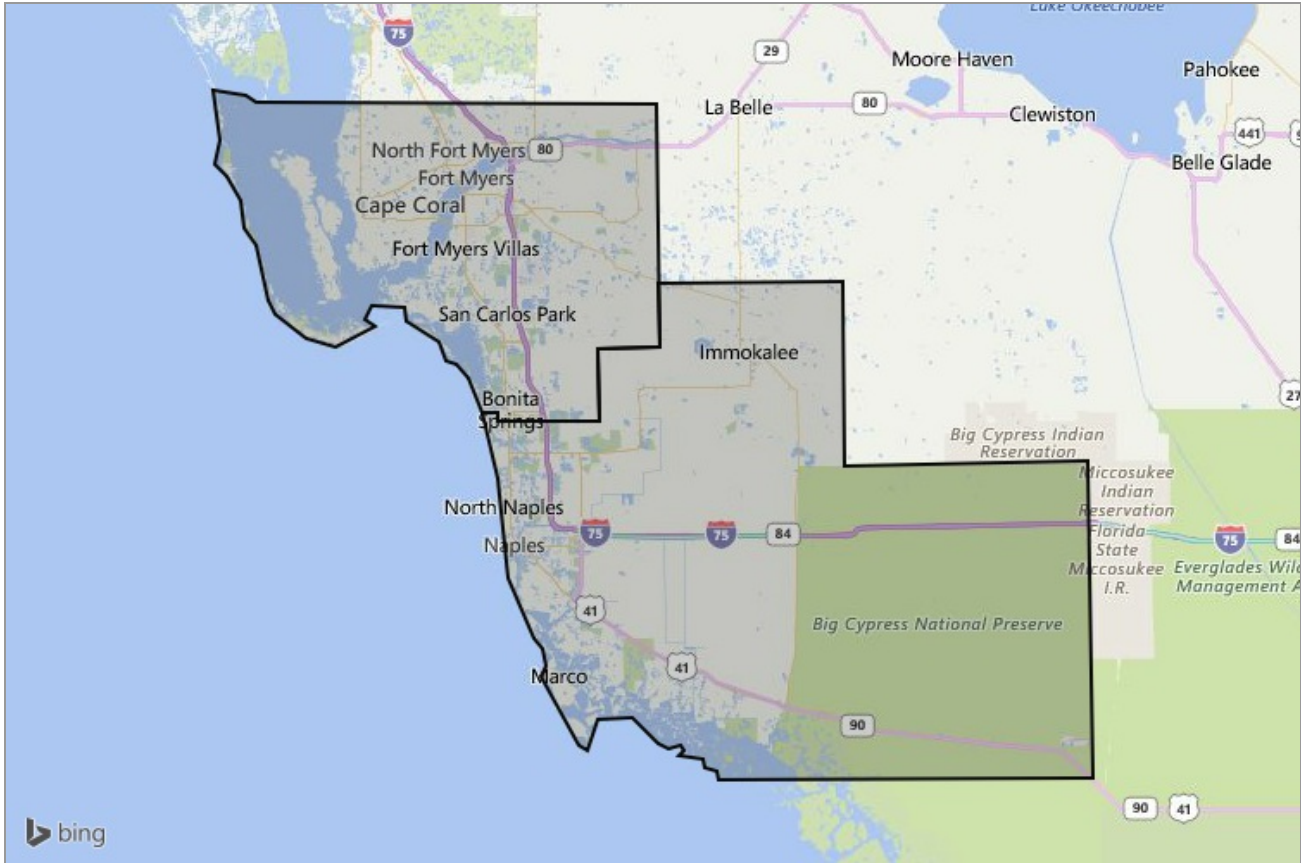 Lake Okeechobee
75
29
Moore Haven
Pahokee
La Belle
80
Clewiston
441
Belle Glade
North Fort Myers
80
Fort Myers
Cape Coral
Fort Myers Villas
San Carlos Park
Immokalee
27
Bonita
Springs
Big Cypress Indian
Reservation
Miccosukee
Indian
Reservation
Florida
State
Miccosukee
I.R.
North Naples
Naples
75
75
84
75
84
Everglades Wil
Management A
41
Big Cypress National Preserve
41
Marco
90
90
41
bing